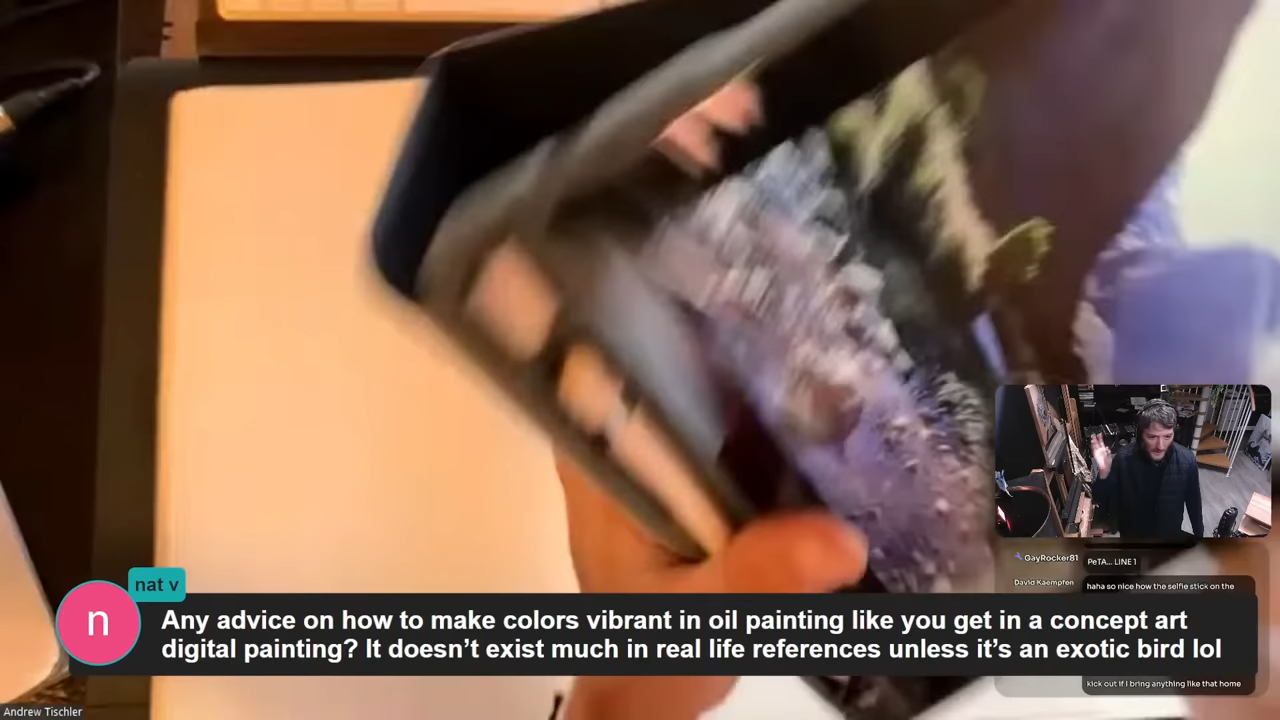 GayRocker81
PeTA... LINE 1
David Kaempfen
haha so nice how the selfie stick on the
nat v
n
Any advice on how to make colors vibrant in oil painting like you get in a concept art
digital painting? It doesn’t exist much in real life references unless it’s an exotic bird lol
kick out if I bring anything like that home
Andrew Tischler